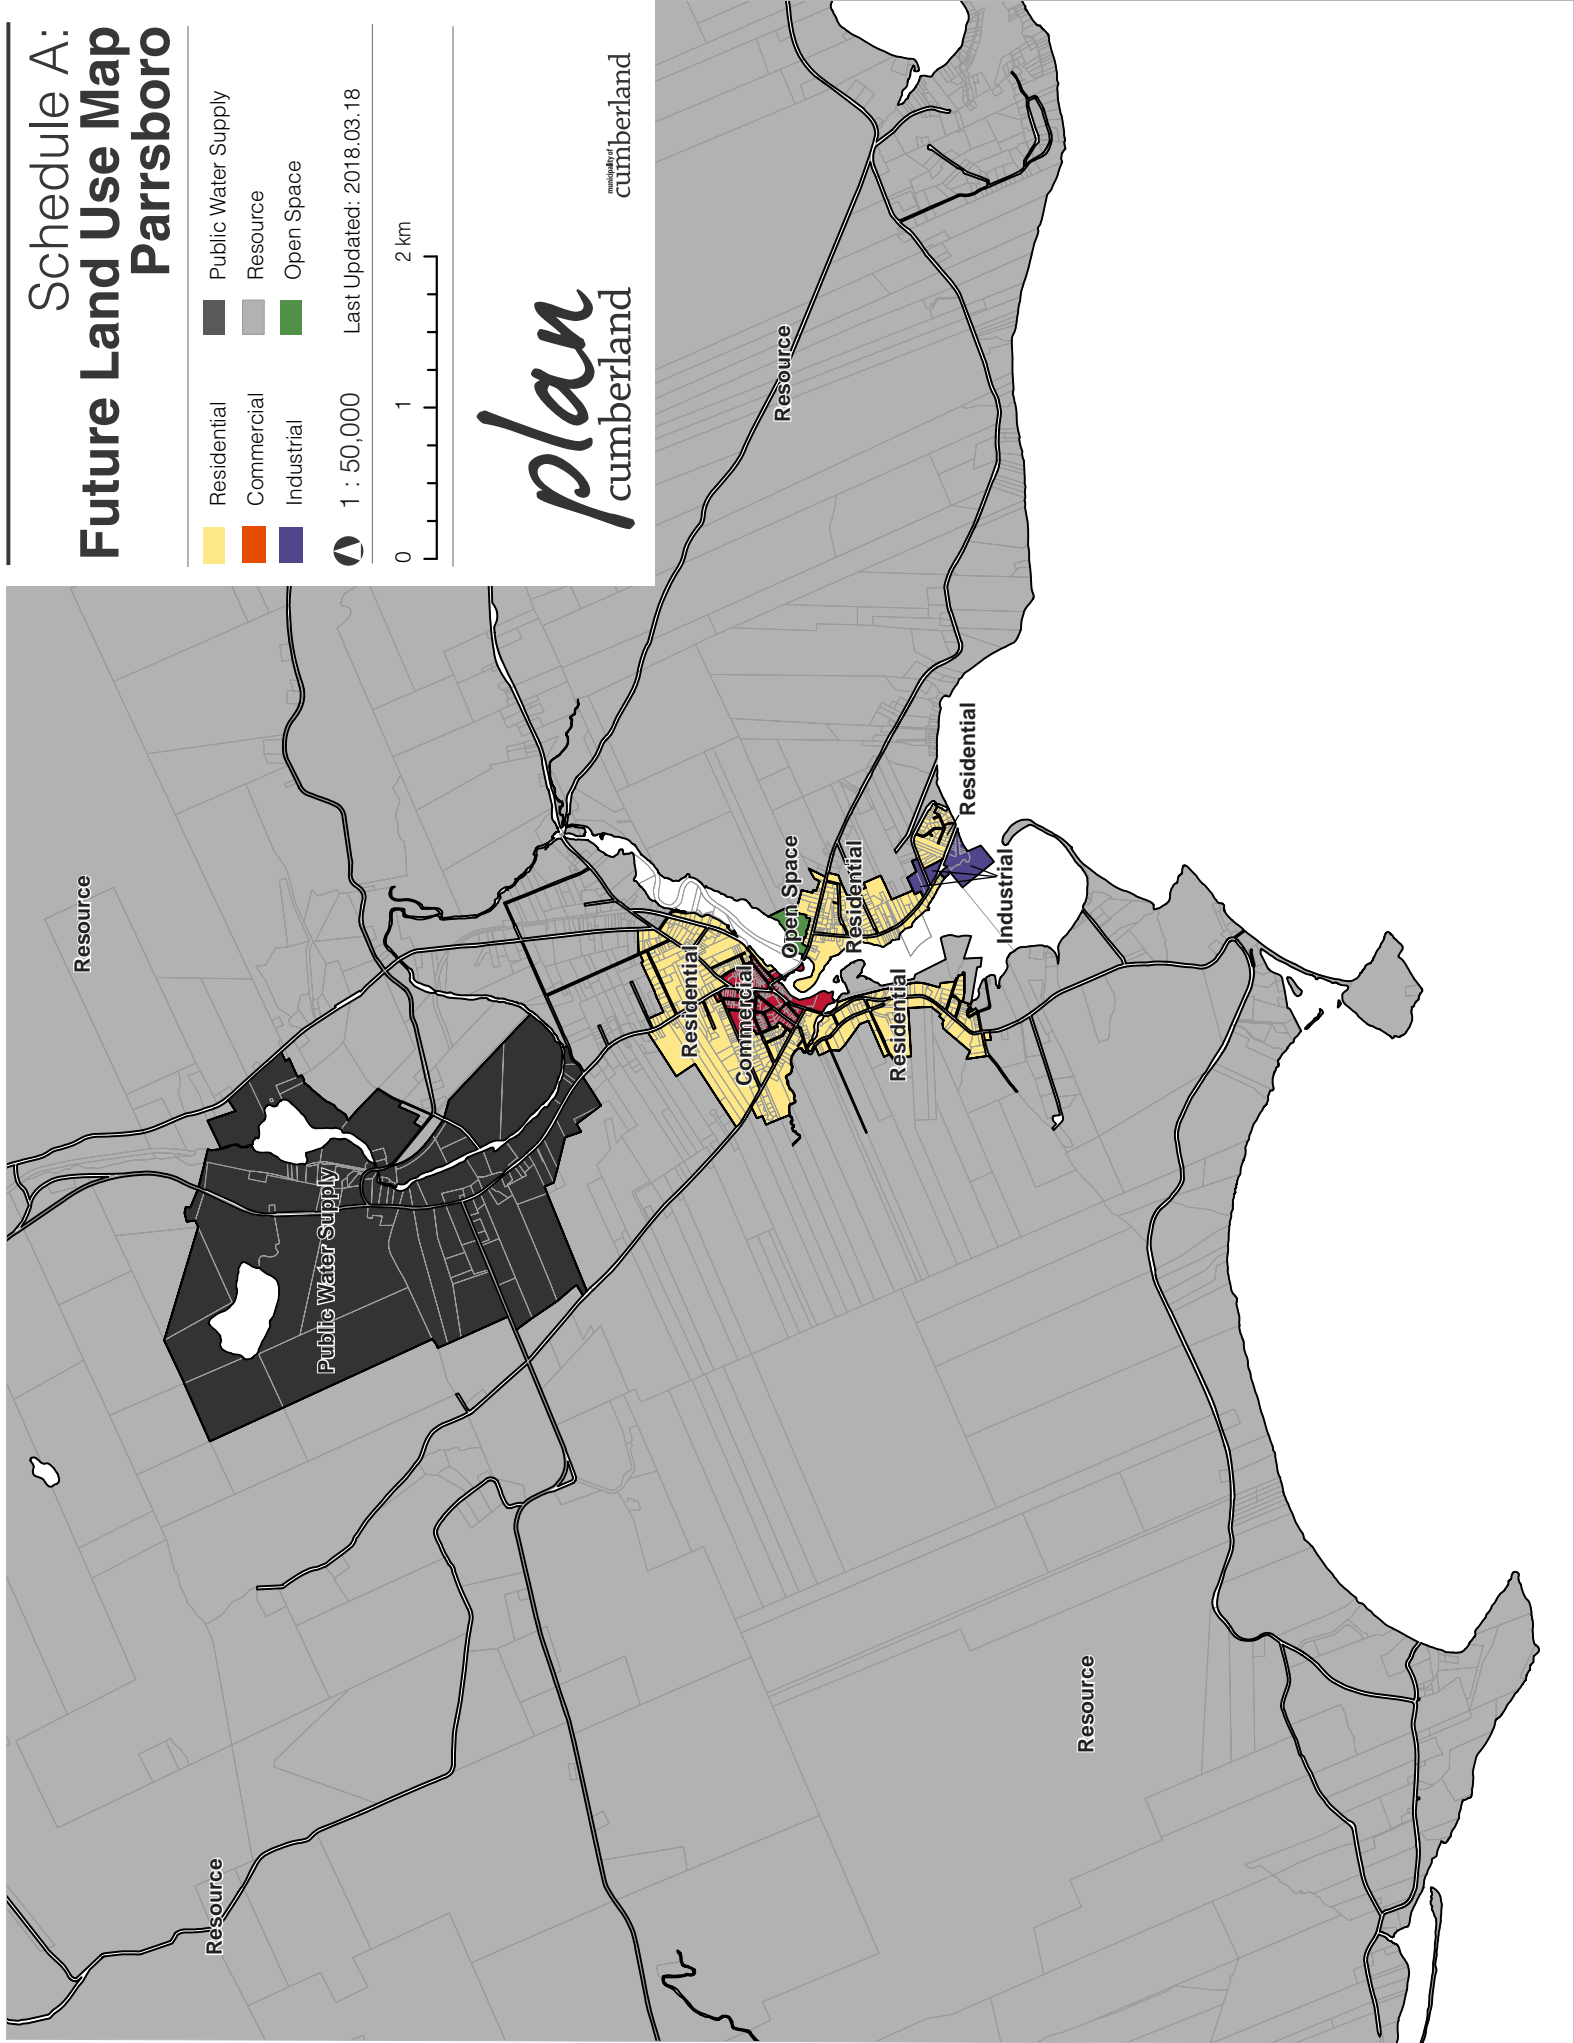 Schedule A:
Future Land Use Map
Parrsboro
Residential
Commercial
Industrial
Public Water Supply
Resource
Open Space
1 : 50,000
Last Updated: 2018.03.18
0 1 2 km
plan
cumberland
municipality of
cumberland
Resource
Resource
Public Water Supply
Residential
Commercial
Open Space
Residential
Residential
Residential
Industrial
Resource
Resource